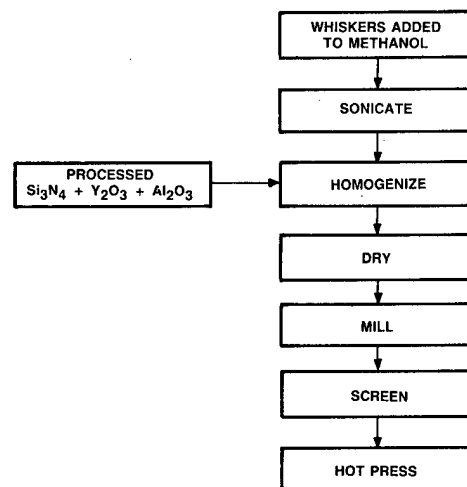 WHISKERS ADDED
TO METHANOL
SONICATE
PROCESSED
Si3N4 + Y2O3 + Al2O3
HOMOGENIZE
DRY
MILL
SCREEN
HOT PRESS